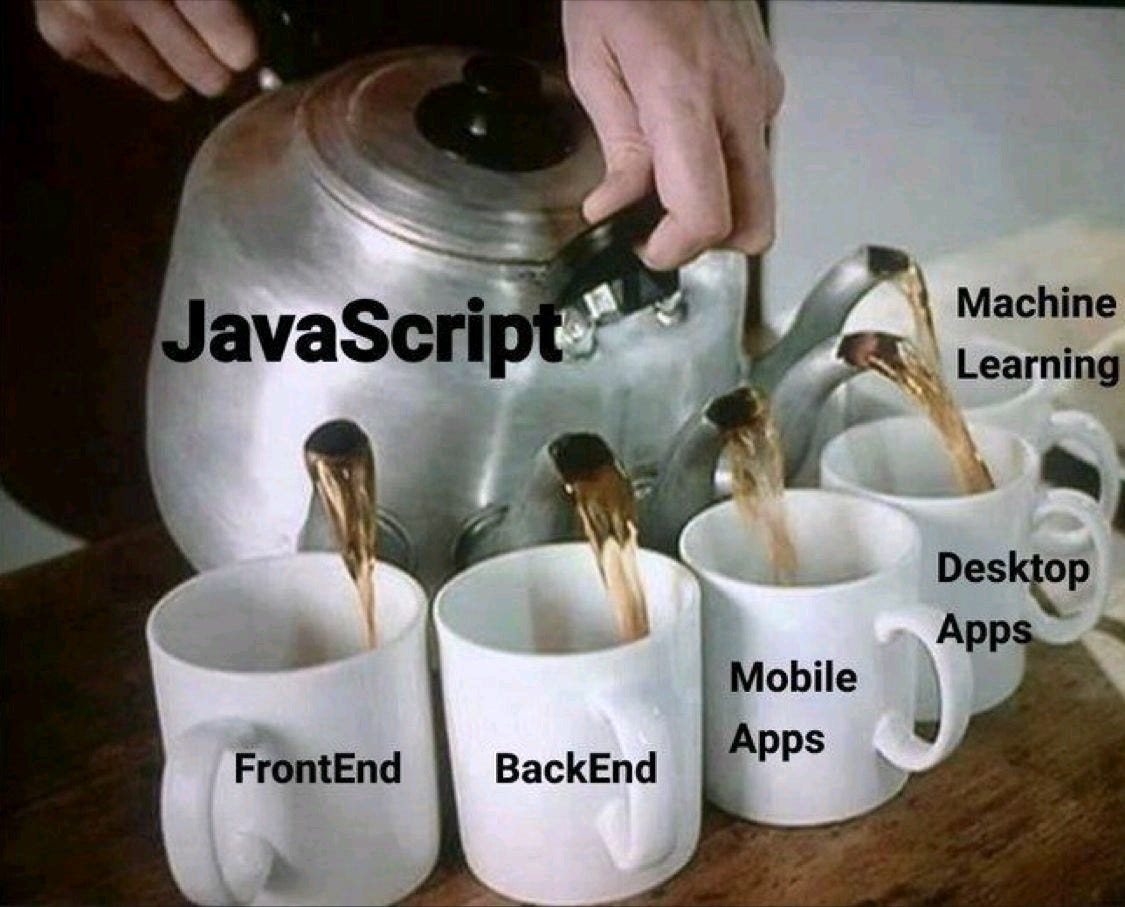 JavaScript
Machine
Learning
Desktop
Apps
Mobile
Apps
FrontEnd
BackEnd